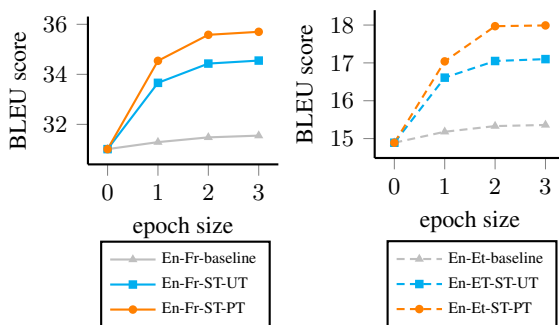 BLEU score
36
34
31
0 1 2 3
epoch size
En-Fr-baseline
En-Fr-ST-UT
En-Fr-ST-PT
BLEU score
18
17
16
15
0 1 2 3
epoch size
En-Et-baseline
En-ET-ST-UT
En-Et-ST-PT